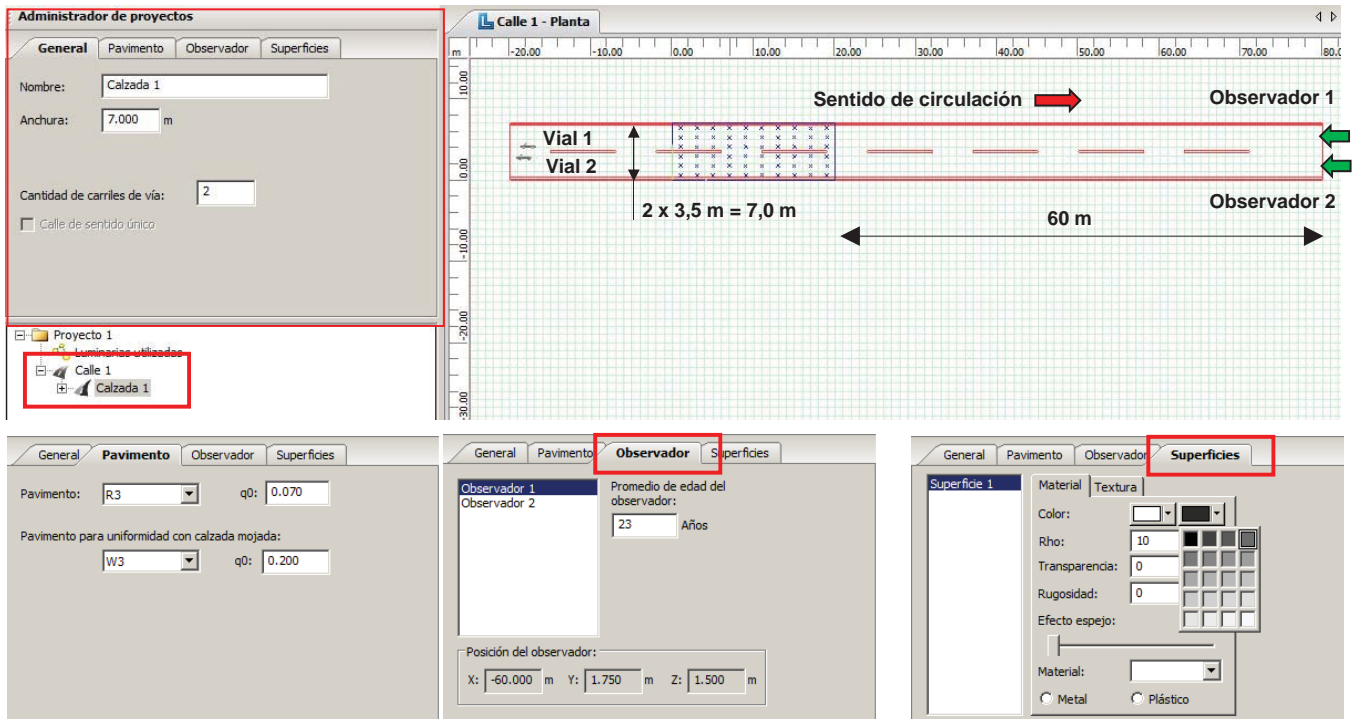 Administrador de proyectos
General Pavimento Observador Superficies
Nombre: Calzada 1
Anchura: 7.000 m
Cantidad de carriles de vía: 2
Calle de sentido único
Proyecto 1
Luminarias utilizadas
Calle 1
Calzada 1
Calle 1 - Planta
m -20.00 -10.00 0.00 10.00 20.00 30.00 40.00 50.00 60.00 70.00 80.0
10.00
0.00
-10.00
-20.00
-30.00
Sentido de circulación
Observador 1
Vial 1
Vial 2
2 x 3,5 m = 7,0 m
Observador 2
60 m
General Pavimento Observador Superficies
Pavimento: R3 q0: 0.070
Pavimento para uniformidad con calzada mojada:
W3 q0: 0.200
General Pavimento Observador Superficies
Observador 1
Observador 2
Promedio de edad del
observador:
23 Años
Posición del observador:
X: -60.000 m Y: 1.750 m Z: 1.500 m
General Pavimento Observador Superficies
Superficie 1
Material Textura
Color:
Rho: 10
Transparencia: 0
Rugosidad: 0
Efecto espejo:
Material:
Metal Plástico